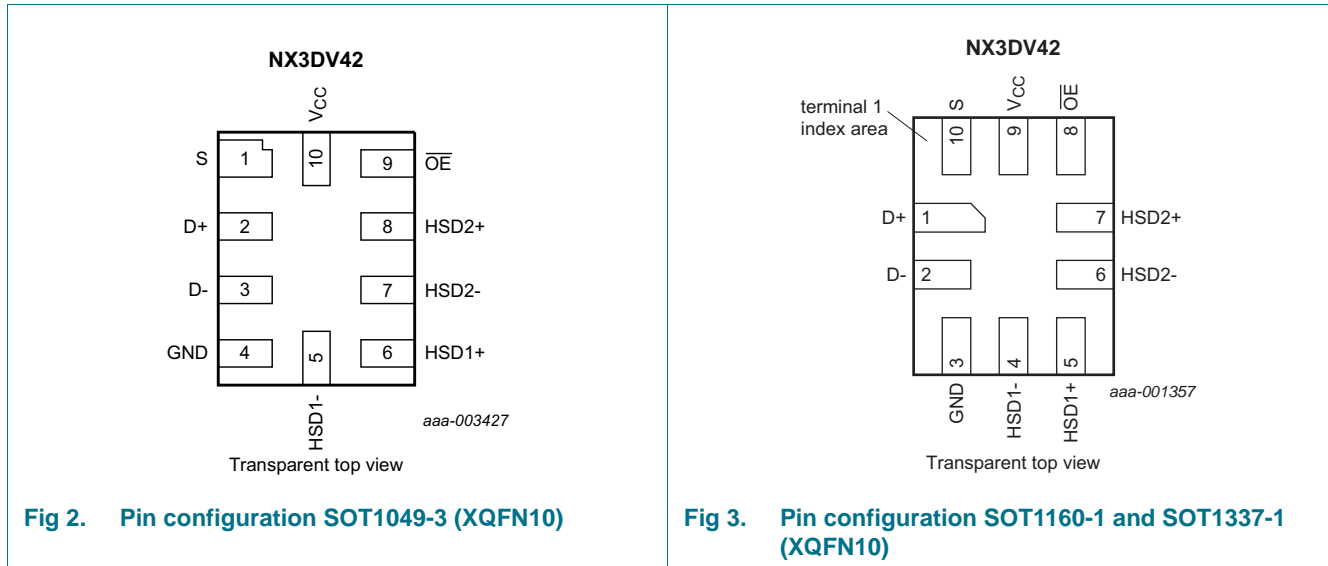 NX3DV42
VCC
S
1
10
9
OE
D+
2
8
HSD2+
D-
3
7
HSD2-
GND
4
5
6
HSD1+
HSD1-
aaa-003427
Transparent top view
Fig 2. Pin configuration SOT1049-3 (XQFN10)
NX3DV42
terminal 1
index area
S
VCC
OE
10
9
8
D+
1
7
HSD2+
D-
2
6
HSD2-
3
4
5
GND
HSD1-
HSD1+
aaa-001357
Transparent top view
Fig 3. Pin configuration SOT1160-1 and SOT1337-1
(XQFN10)